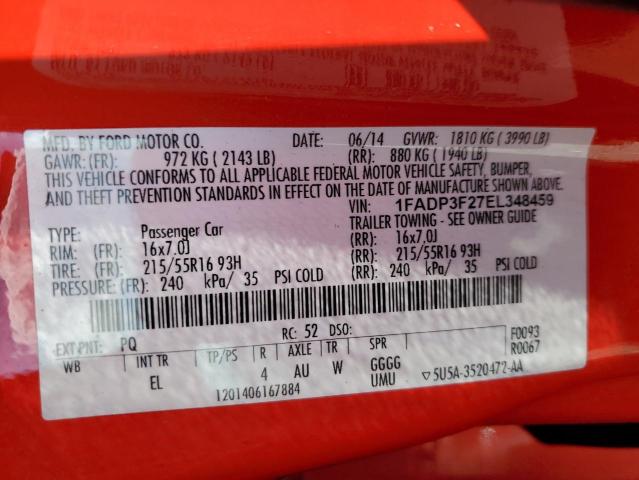 MFD. BY FORD MOTOR CO. DATE: 06/14 GVWR: 1810 KG ( 3990 LB)
GAWR: (FR): 972 KG ( 2143 LB) (RR): 880 KG ( 1940 LB)
THIS VEHICLE CONFORMS TO ALL APPLICABLE FEDERAL MOTOR VEHICLE SAFETY, BUMPER,
AND THEFT PREVENTION STANDARDS IN EFFECT ON THE DATE OF MANUFACTURE SHOWN ABOVE.
VIN: 1FADP3F27EL348459
TYPE: Passenger Car TRAILER TOWING - SEE OWNER GUIDE
RIM: (FR): 16x7.0J (RR): 16x7.0J
TIRE: (FR): 215/55R16 93H (RR): 215/55R16 93H
PRESSURE: (FR): 240 kPa/ 35 PSI COLD (RR): 240 kPa/ 35 PSI COLD
EXT PNT: PQ RC: 52 DSO: F0093
WB INT TR TP/PS R AXLE TR SPR R0067
EL 4 AU W GGGG
UMU
1201406167884 ▽5U5A-3520472-AA